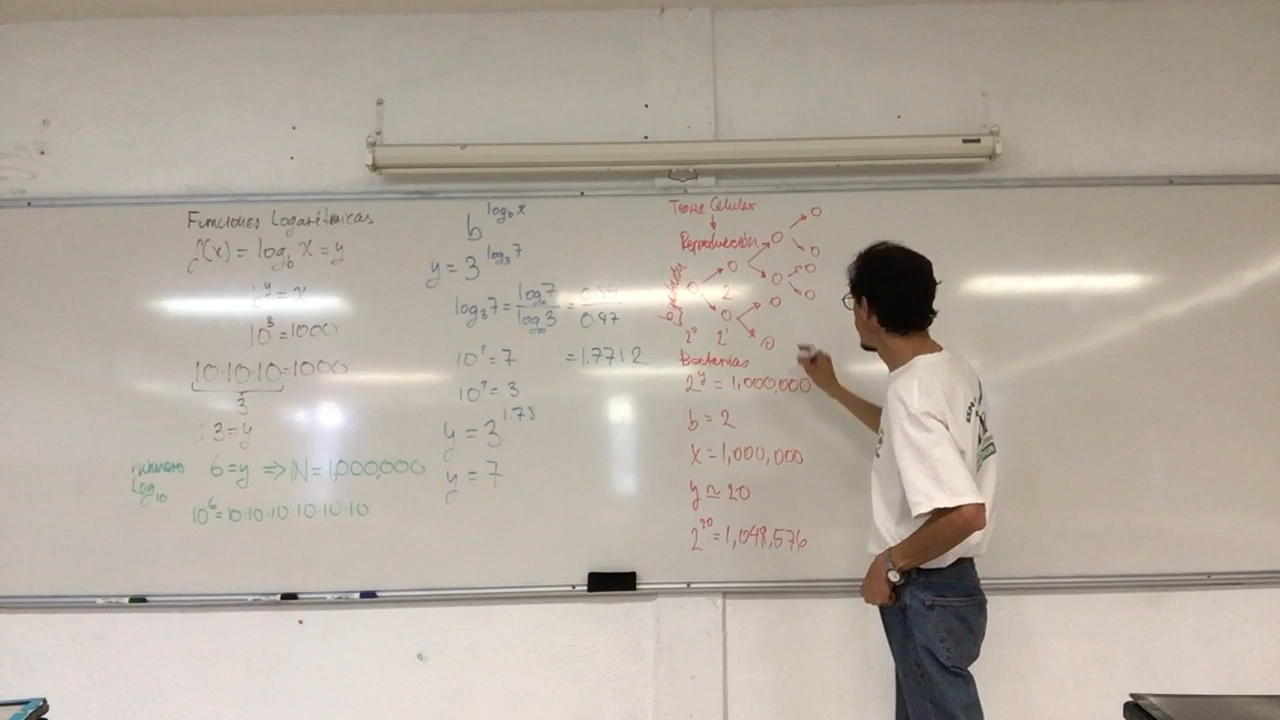 Funciones Logarítmicas
f(x) = log_b x = y
b^y = x
10^3 = 1000
10·10·10 = 1000
3
∴ 3 = y
número 6 = y => N = 1,000,000
Log_10
10^6 = 10·10·10·10·10·10
b^log_b x
y = 3^log_3 7
log_3 7 = log 7 / log_10 3 = 0.84 / 0.47
10^? = 7 = 1.7712
10^? = 3
y = 3^1.78
y = 7
Teoría Celular
Reproducción
2
2^0 2^1
Bacterias
2^y = 1,000,000
b = 2
x = 1,000,000
y ≃ 20
2^20 = 1,048,576